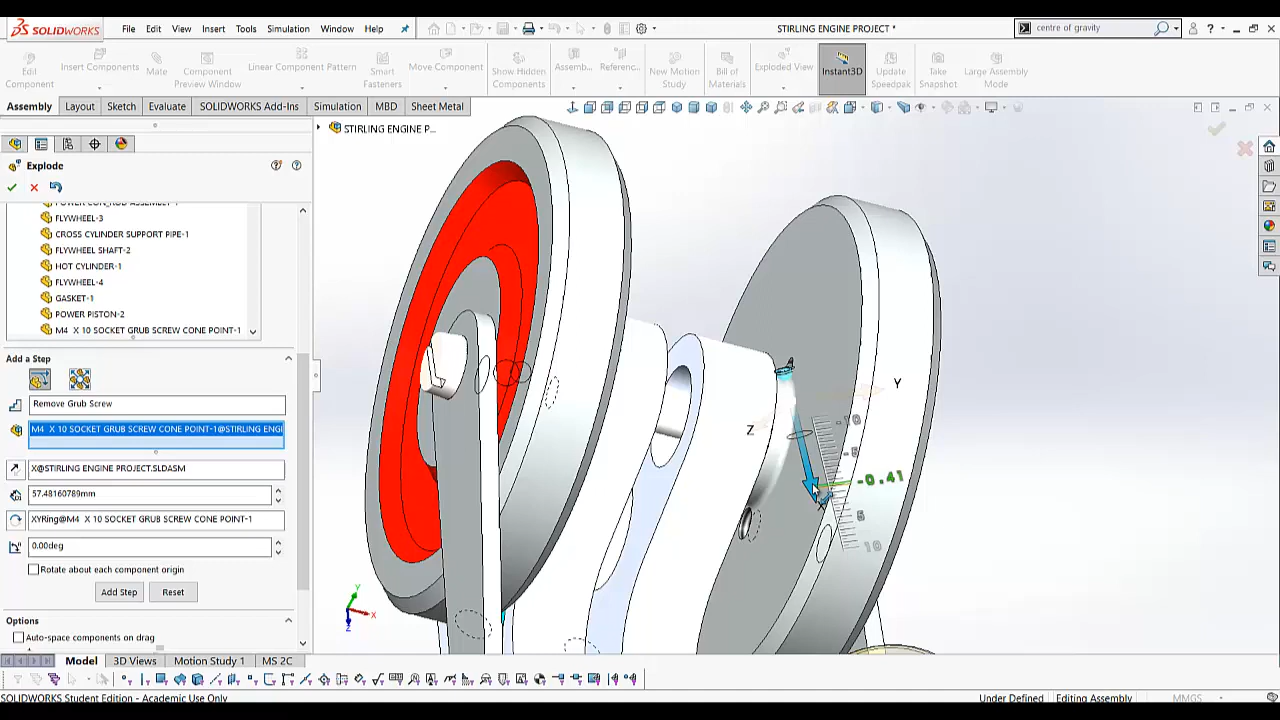 SOLIDWORKS File Edit View Insert Tools Simulation Window Help STIRLING ENGINE PROJECT * centre of gravity
Edit Component
Insert Components
Mate
Component Preview Window
Linear Component Pattern
Smart Fasteners
Move Component
Show Hidden Components
Assemb...
Referenc...
New Motion Study
Bill of Materials
Exploded View
Instant3D
Update Speedpak
Take Snapshot
Large Assembly Mode
Assembly Layout Sketch Evaluate SOLIDWORKS Add-Ins Simulation MBD Sheet Metal
STIRLING ENGINE P...
Explode
FLYWHEEL-3
CROSS CYLINDER SUPPORT PIPE-1
FLYWHEEL SHAFT-2
HOT CYLINDER-1
FLYWHEEL-4
GASKET-1
POWER PISTON-2
M4 X 10 SOCKET GRUB SCREW CONE POINT-1
Add a Step
Remove Grub Screw
M4 X 10 SOCKET GRUB SCREW CONE POINT-1@STIRLING ENGI
X@STIRLING ENGINE PROJECT.SLDASM
57.48160789mm
XYRing@M4 X 10 SOCKET GRUB SCREW CONE POINT-1
0.00deg
Rotate about each component origin
Add Step Reset
Options
Auto-space components on drag
Y
Z
X
-10
-5
-0.41
5
10
Y
X
Z
Model 3D Views Motion Study 1 MS 2C
SOLIDWORKS Student Edition - Academic Use Only Under Defined Editing Assembly MMGS